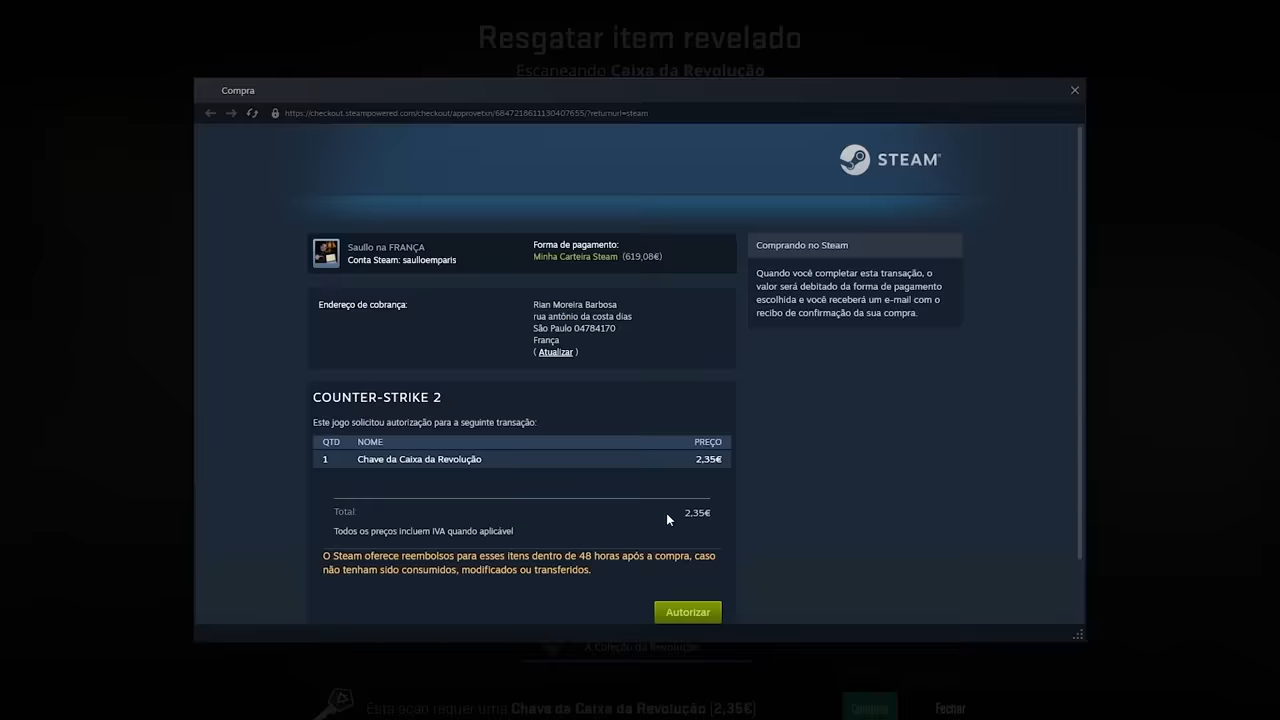 Resgatar item revelado
Escaneando Caixa da Revolução
Compra
https://checkout.steampowered.com/checkout/approvetxn/6847218611130407655/?returnurl=steam
STEAM
Saullo na FRANÇA
Conta Steam: saulloemparis
Forma de pagamento:
Minha Carteira Steam (619,08€)
Comprando no Steam
Quando você completar esta transação, o
valor será debitado da forma de pagamento
escolhida e você receberá um e-mail com o
recibo de confirmação da sua compra.
Endereço de cobrança:
Rian Moreira Barbosa
rua antônio da costa dias
São Paulo 04784170
França
( Atualizar )
COUNTER-STRIKE 2
Este jogo solicitou autorização para a seguinte transação:
QTD NOME PREÇO
1 Chave da Caixa da Revolução 2,35€
Total: 2,35€
Todos os preços incluem IVA quando aplicável
O Steam oferece reembolsos para esses itens dentro de 48 horas após a compra, caso
não tenham sido consumidos, modificados ou transferidos.
Autorizar
A Coleção da Revolução
Esta ação requer uma Chave da Caixa da Revolução (2,35€)
Comprar
Fechar